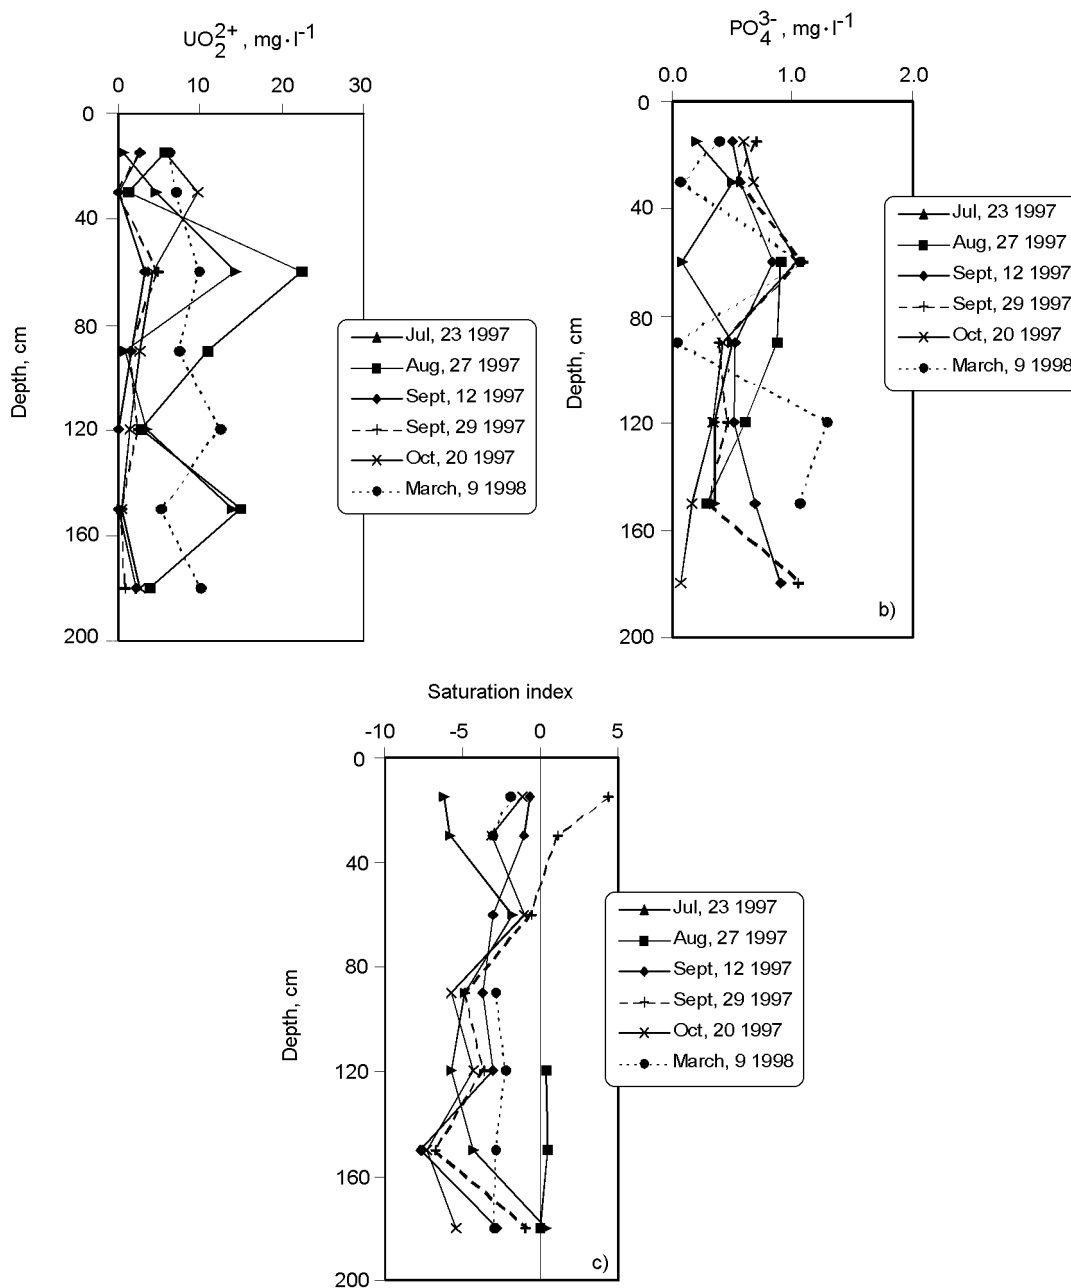 UO₂²⁺, mg·l⁻¹
0 10 20 30
0
40
80
120
160
200
Depth, cm
Jul, 23 1997
Aug, 27 1997
Sept, 12 1997
Sept, 29 1997
Oct, 20 1997
March, 9 1998
PO₄³⁻, mg·l⁻¹
0.0 1.0 2.0
0
40
80
120
160
200
Depth, cm
Jul, 23 1997
Aug, 27 1997
Sept, 12 1997
Sept, 29 1997
Oct, 20 1997
March, 9 1998
b)
Saturation index
-10 -5 0 5
0
40
80
120
160
200
Depth, cm
Jul, 23 1997
Aug, 27 1997
Sept, 12 1997
Sept, 29 1997
Oct, 20 1997
March, 9 1998
c)